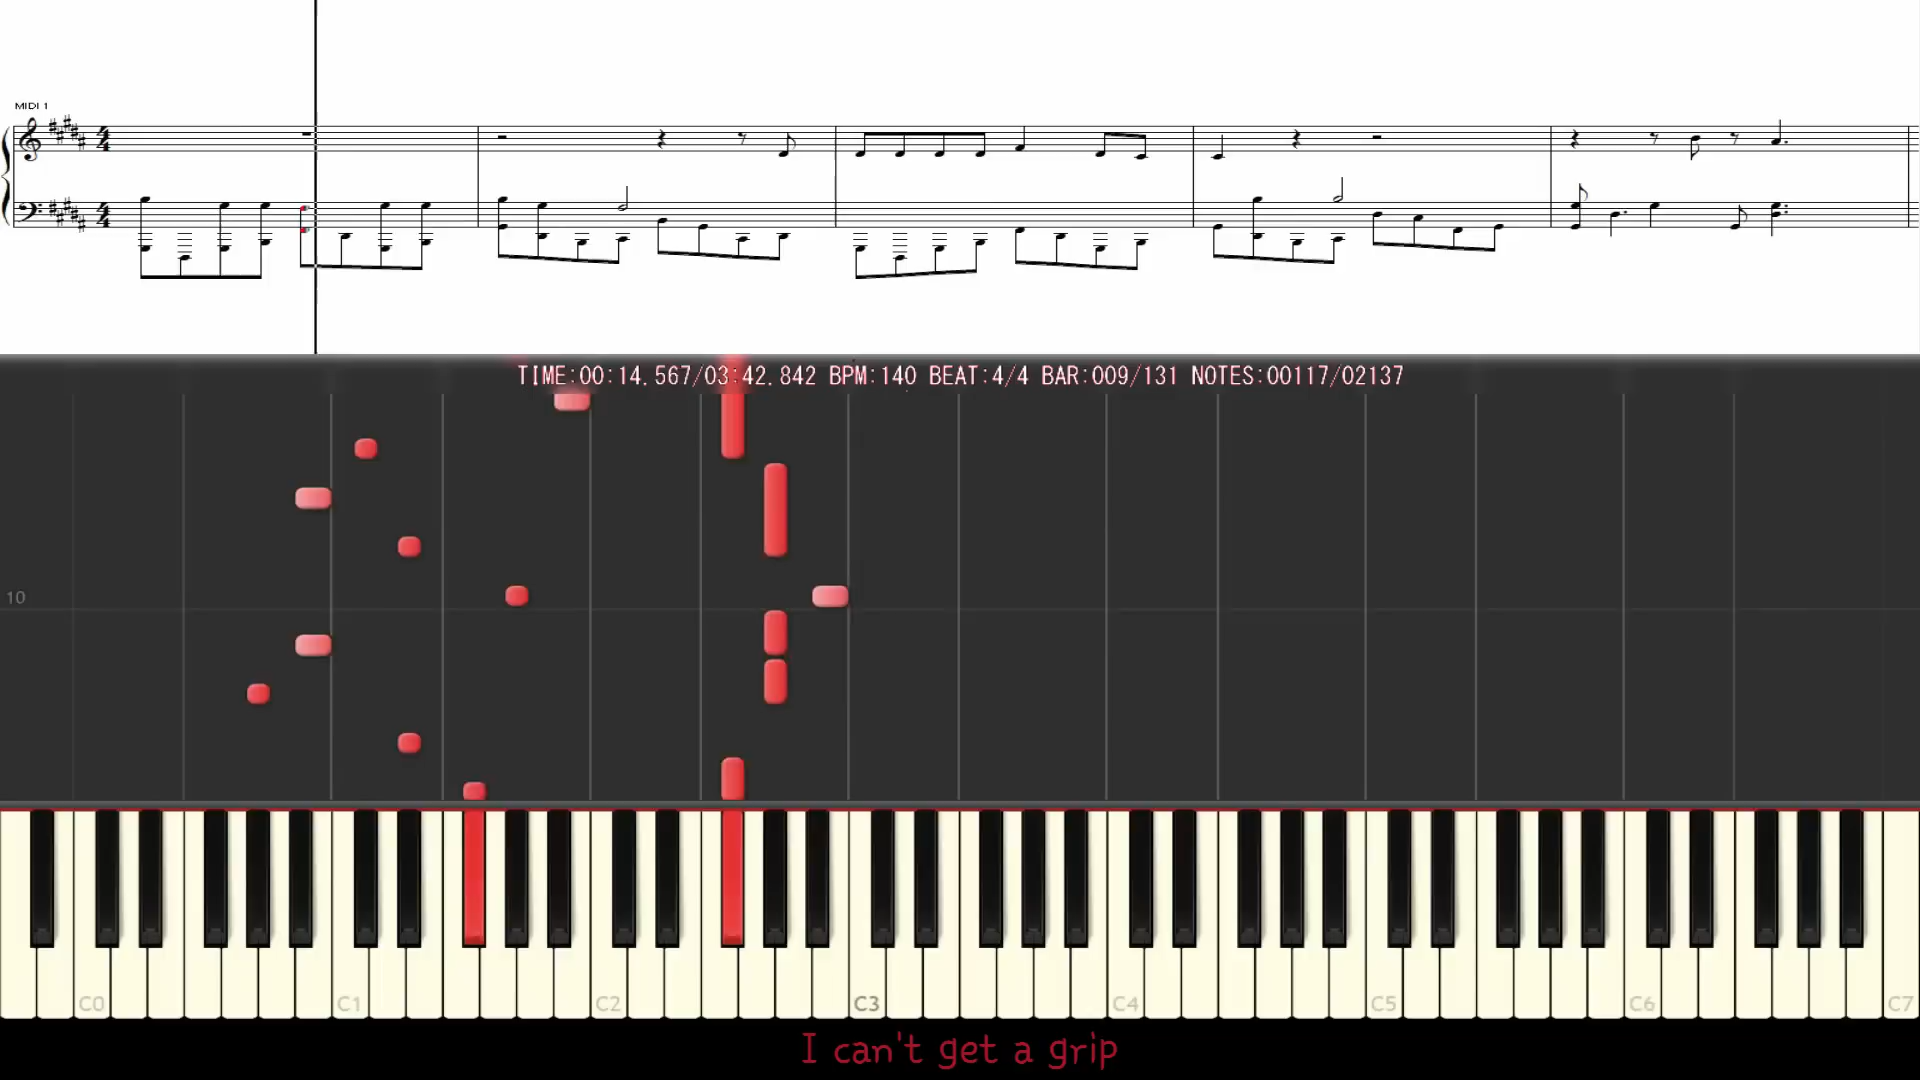 MIDI 1
TIME:00:14.567/03:42.842 BPM:140 BEAT:4/4 BAR:009/131 NOTES:00117/02137
10
C0 C1 C2 C3 C4 C5 C6 C7
I can't get a grip